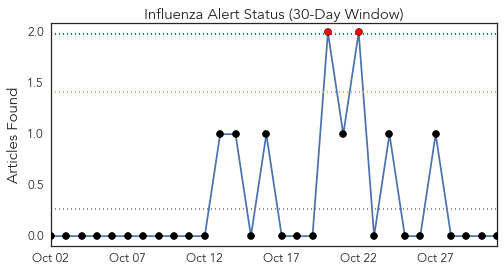 Influenza Alert Status (30-Day Window)
Articles Found
2.0
1.5
1.0
0.5
0.0
Oct 02 Oct 07 Oct 12 Oct 17 Oct 22 Oct 27